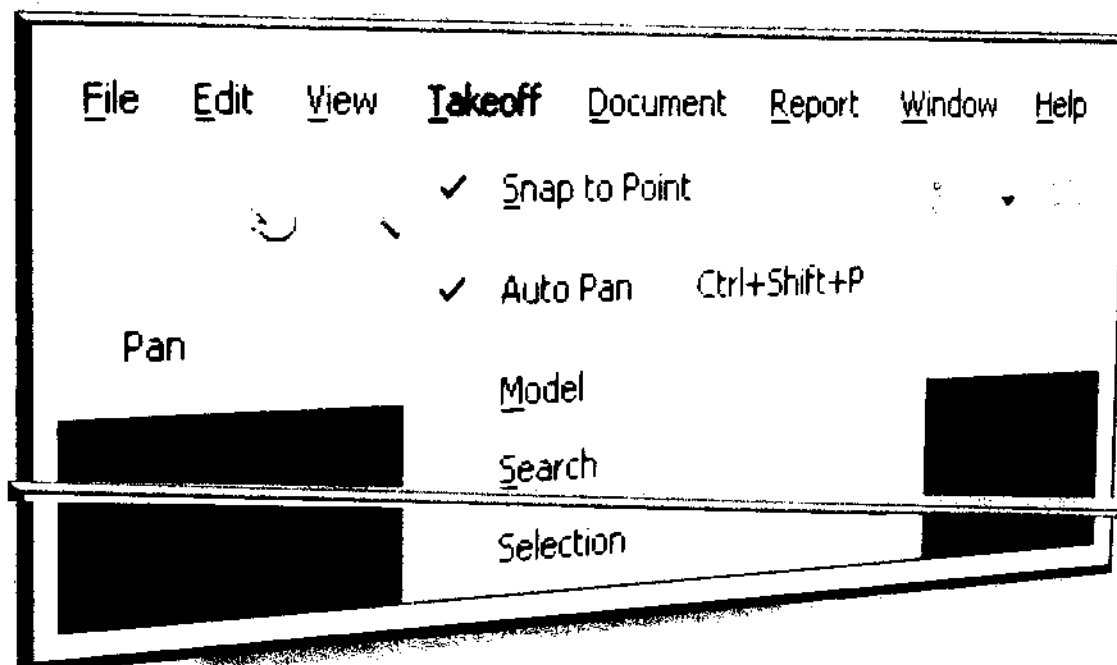 File Edit View Takeoff Document Report Window Help
Snap to Point
Auto Pan Ctrl+Shift+P
Pan
Model
Search
Selection